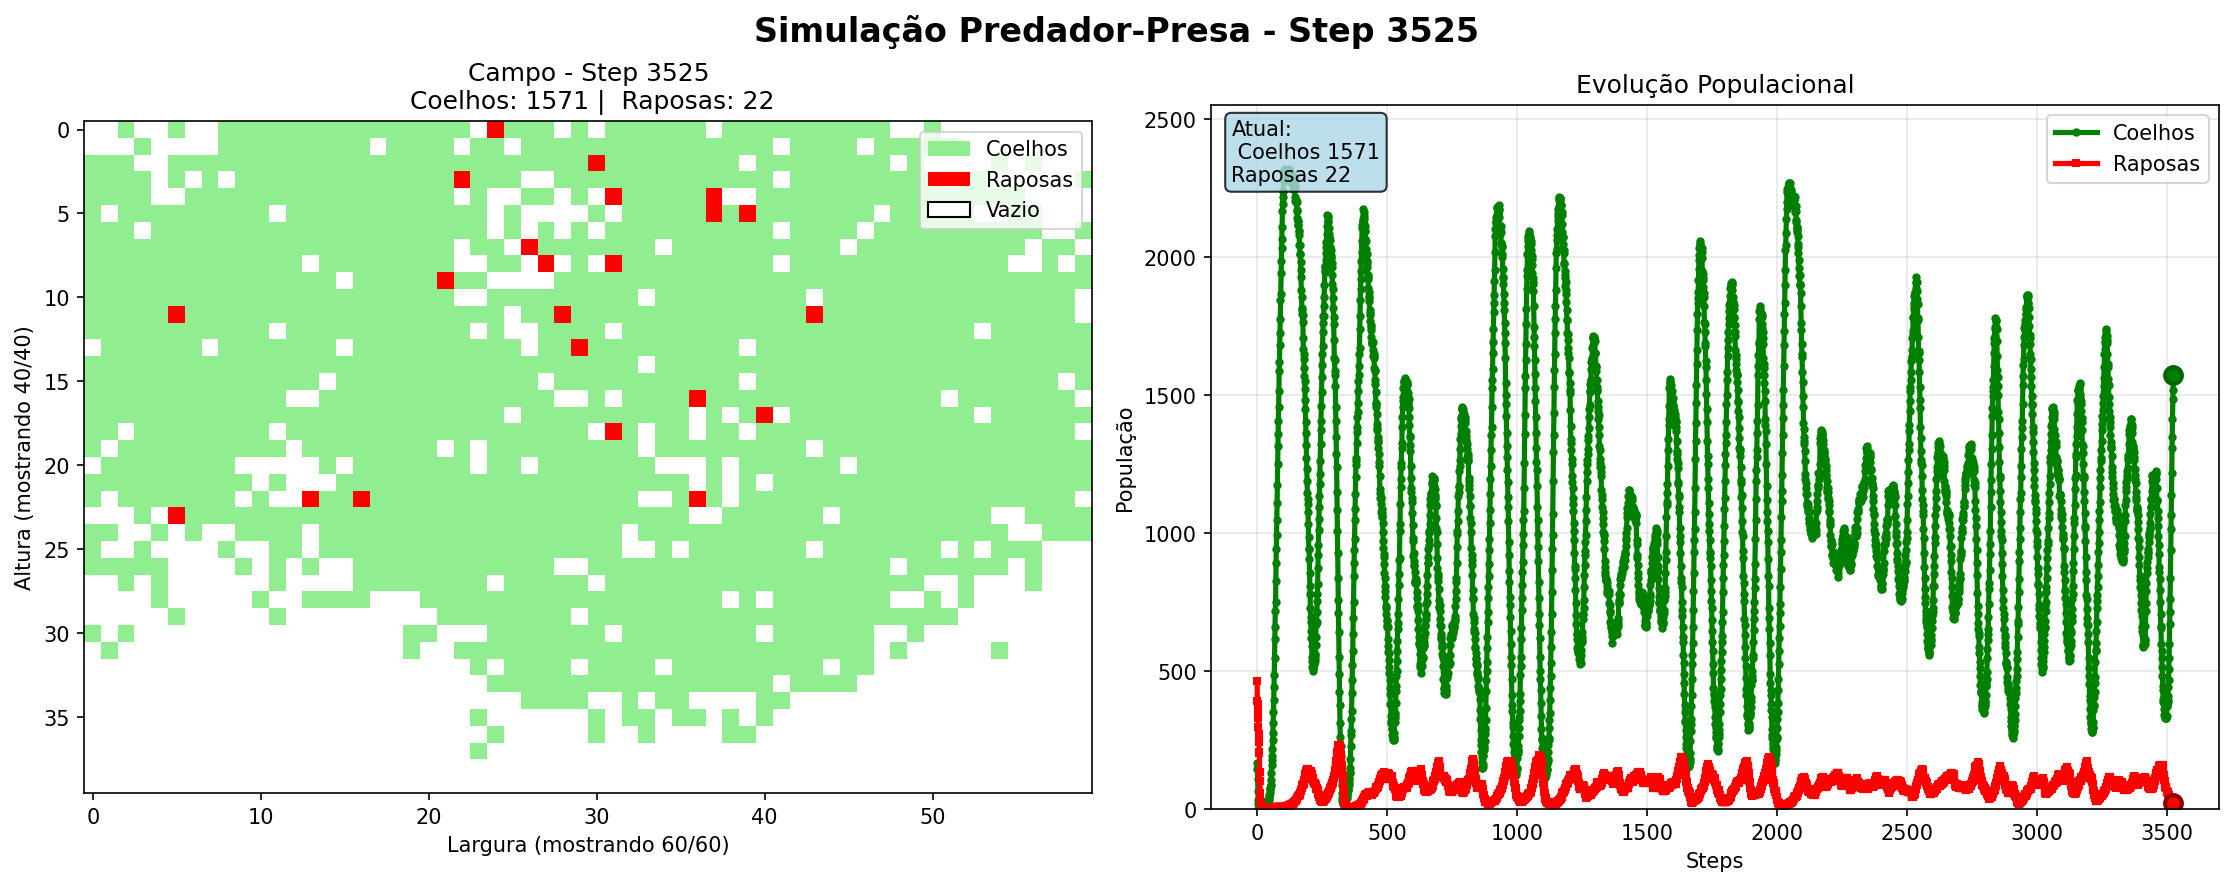 Simulação Predador-Presa - Step 3525
Campo - Step 3525
Coelhos: 1571 |  Raposas: 22
0
5
10
15
20
25
30
35
Altura (mostrando 40/40)
Coelhos
Raposas
Vazio
0
10
20
30
40
50
Largura (mostrando 60/60)
Evolução Populacional
2500
2000
1500
1000
500
0
População
Atual:
Coelhos 1571
Raposas 22
Coelhos
Raposas
0
500
1000
1500
2000
2500
3000
3500
Steps